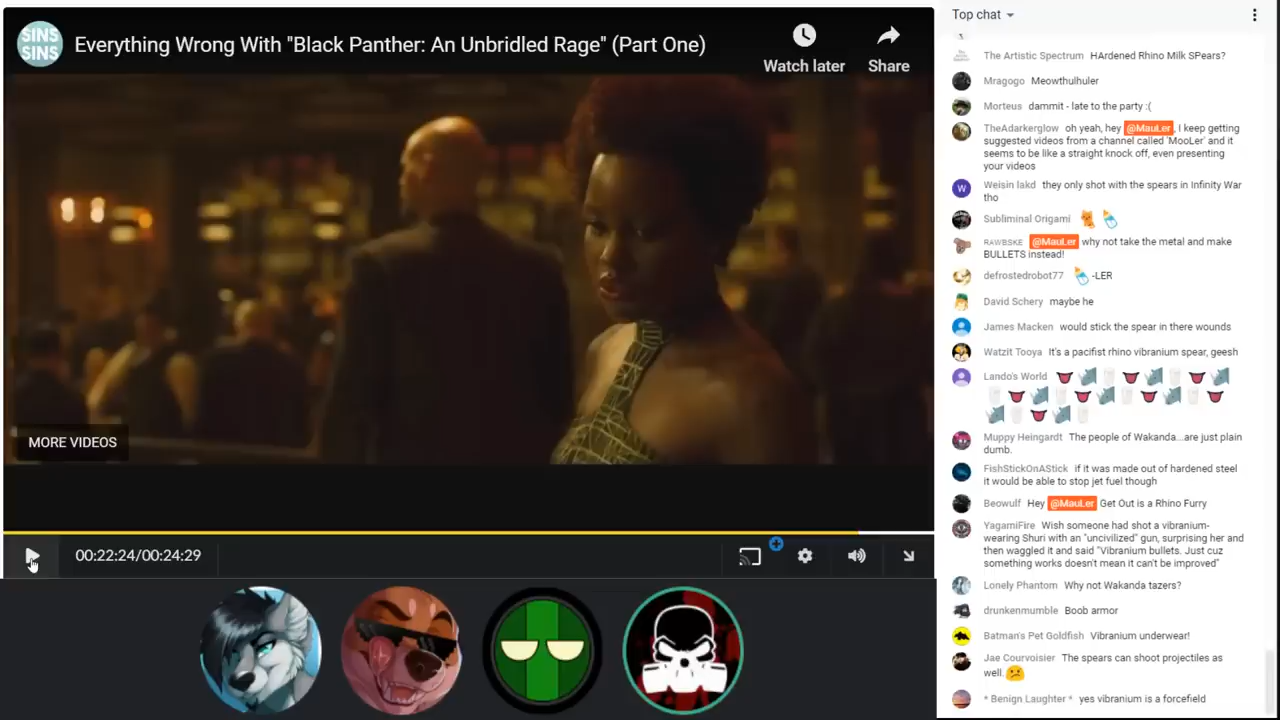 SINS
SINS
Everything Wrong With "Black Panther: An Unbridled Rage" (Part One)
Watch later
Share
MORE VIDEOS
00:22:24/00:24:29
Top chat
The Artistic Spectrum HArdened Rhino Milk SPears?
Mragogo Meowthulhuler
Morteus dammit - late to the party :(
TheAdarkerglow oh yeah, hey @MauLer, I keep getting
suggested videos from a channel called 'MooLer' and it
seems to be like a straight knock off, even presenting
your videos
Weisin lakd they only shot with the spears in Infinity War
tho
Subliminal Origami
RAWBSKE @MauLer why not take the metal and make
BULLETS instead!
defrostedrobot77 -LER
David Schery maybe he
James Macken would stick the spear in there wounds
Watzit Tooya It's a pacifist rhino vibranium spear, geesh
Lando's World
Muppy Heingardt The people of Wakanda...are just plain
dumb.
FishStickOnAStick if it was made out of hardened steel
it would be able to stop jet fuel though
Beowulf Hey @MauLer Get Out is a Rhino Furry
YagamiFire Wish someone had shot a vibranium-
wearing Shuri with an "uncivilized" gun, surprising her and
then waggled it and said "Vibranium bullets. Just cuz
something works doesn't mean it can't be improved"
Lonely Phantom Why not Wakanda tazers?
drunkenmumble Boob armor
Batman's Pet Goldfish Vibranium underwear!
Jae Courvoisier The spears can shoot projectiles as
well.
* Benign Laughter * yes vibranium is a forcefield
W